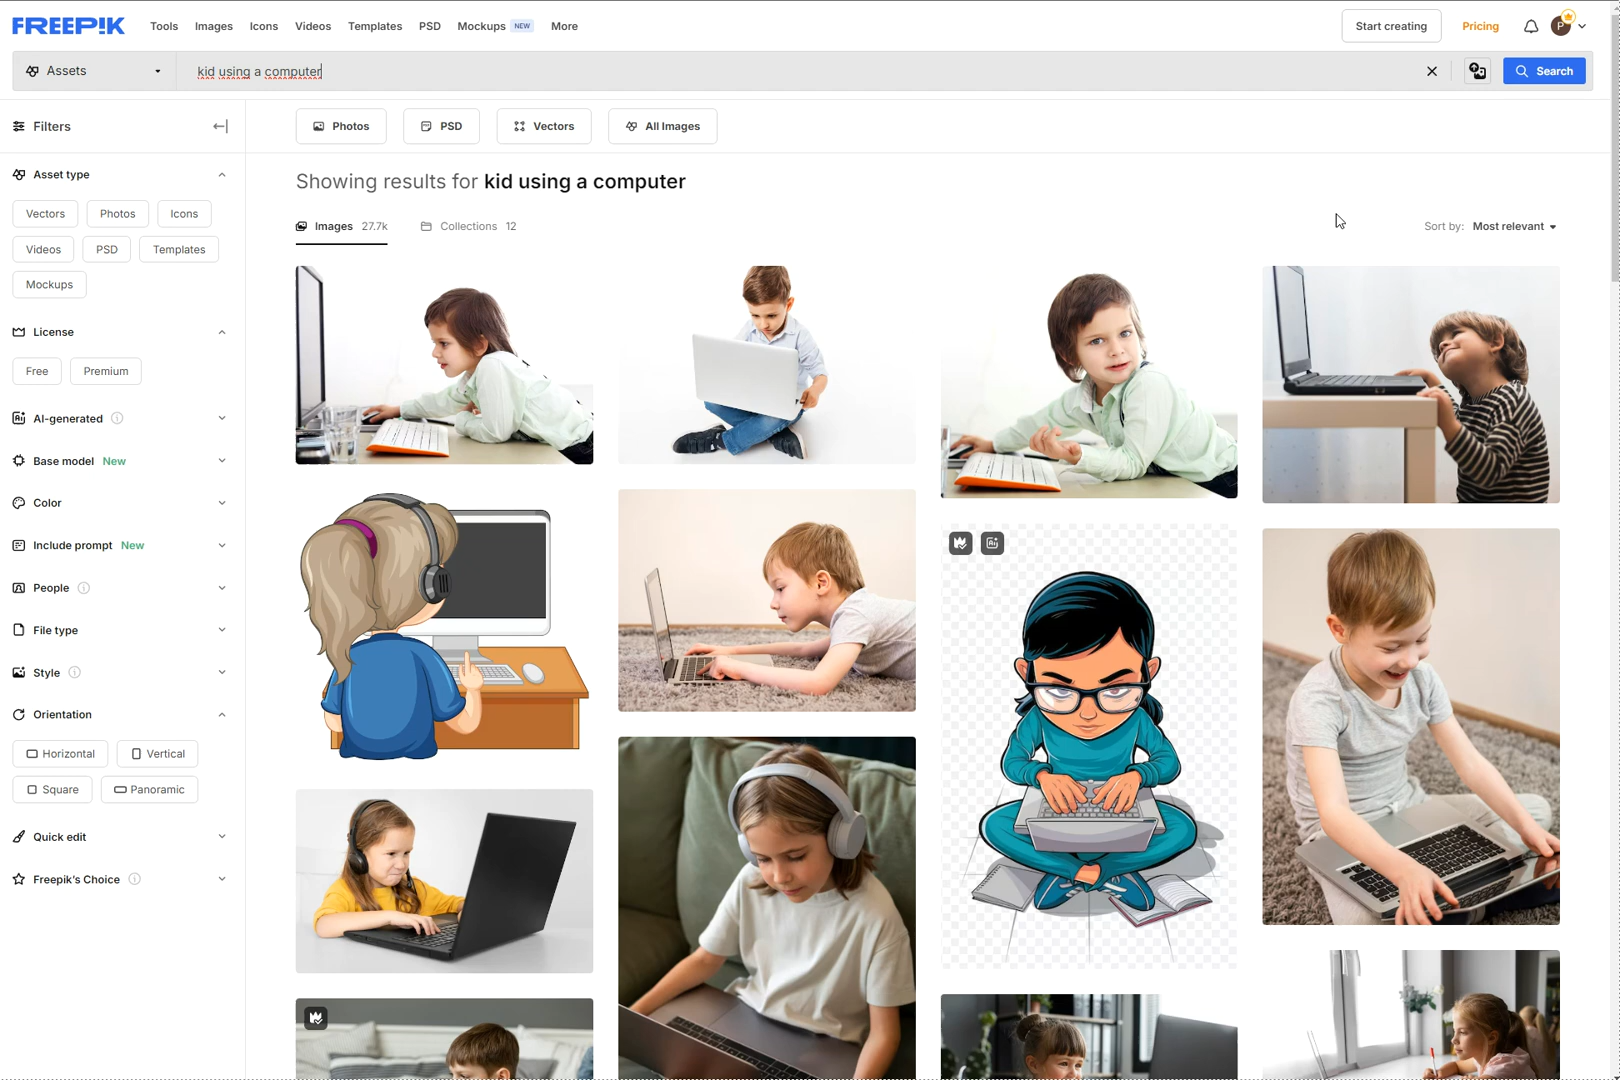 FREEP!K Tools Images Icons Videos Templates PSD Mockups NEW More Start creating Pricing P
Assets kid using a computer Search
Filters Photos PSD Vectors All Images
Asset type
Vectors Photos Icons
Videos PSD Templates
Mockups
License
Free Premium
AI-generated
Base model New
Color
Include prompt New
People
File type
Style
Orientation
Horizontal Vertical
Square Panoramic
Quick edit
Freepik's Choice
Showing results for kid using a computer
Images 27.7k Collections 12 Sort by: Most relevant